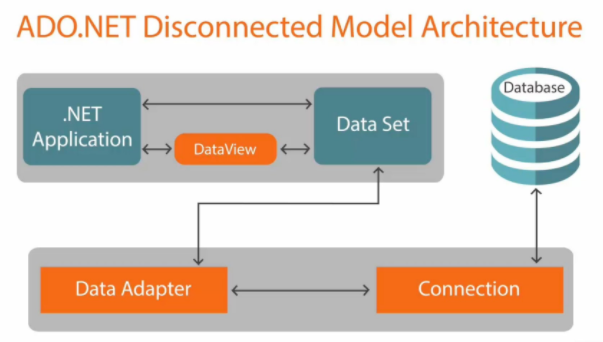 ADO.NET Disconnected Model Architecture
.NET
Application
DataView
Data Set
Database
Data Adapter
Connection